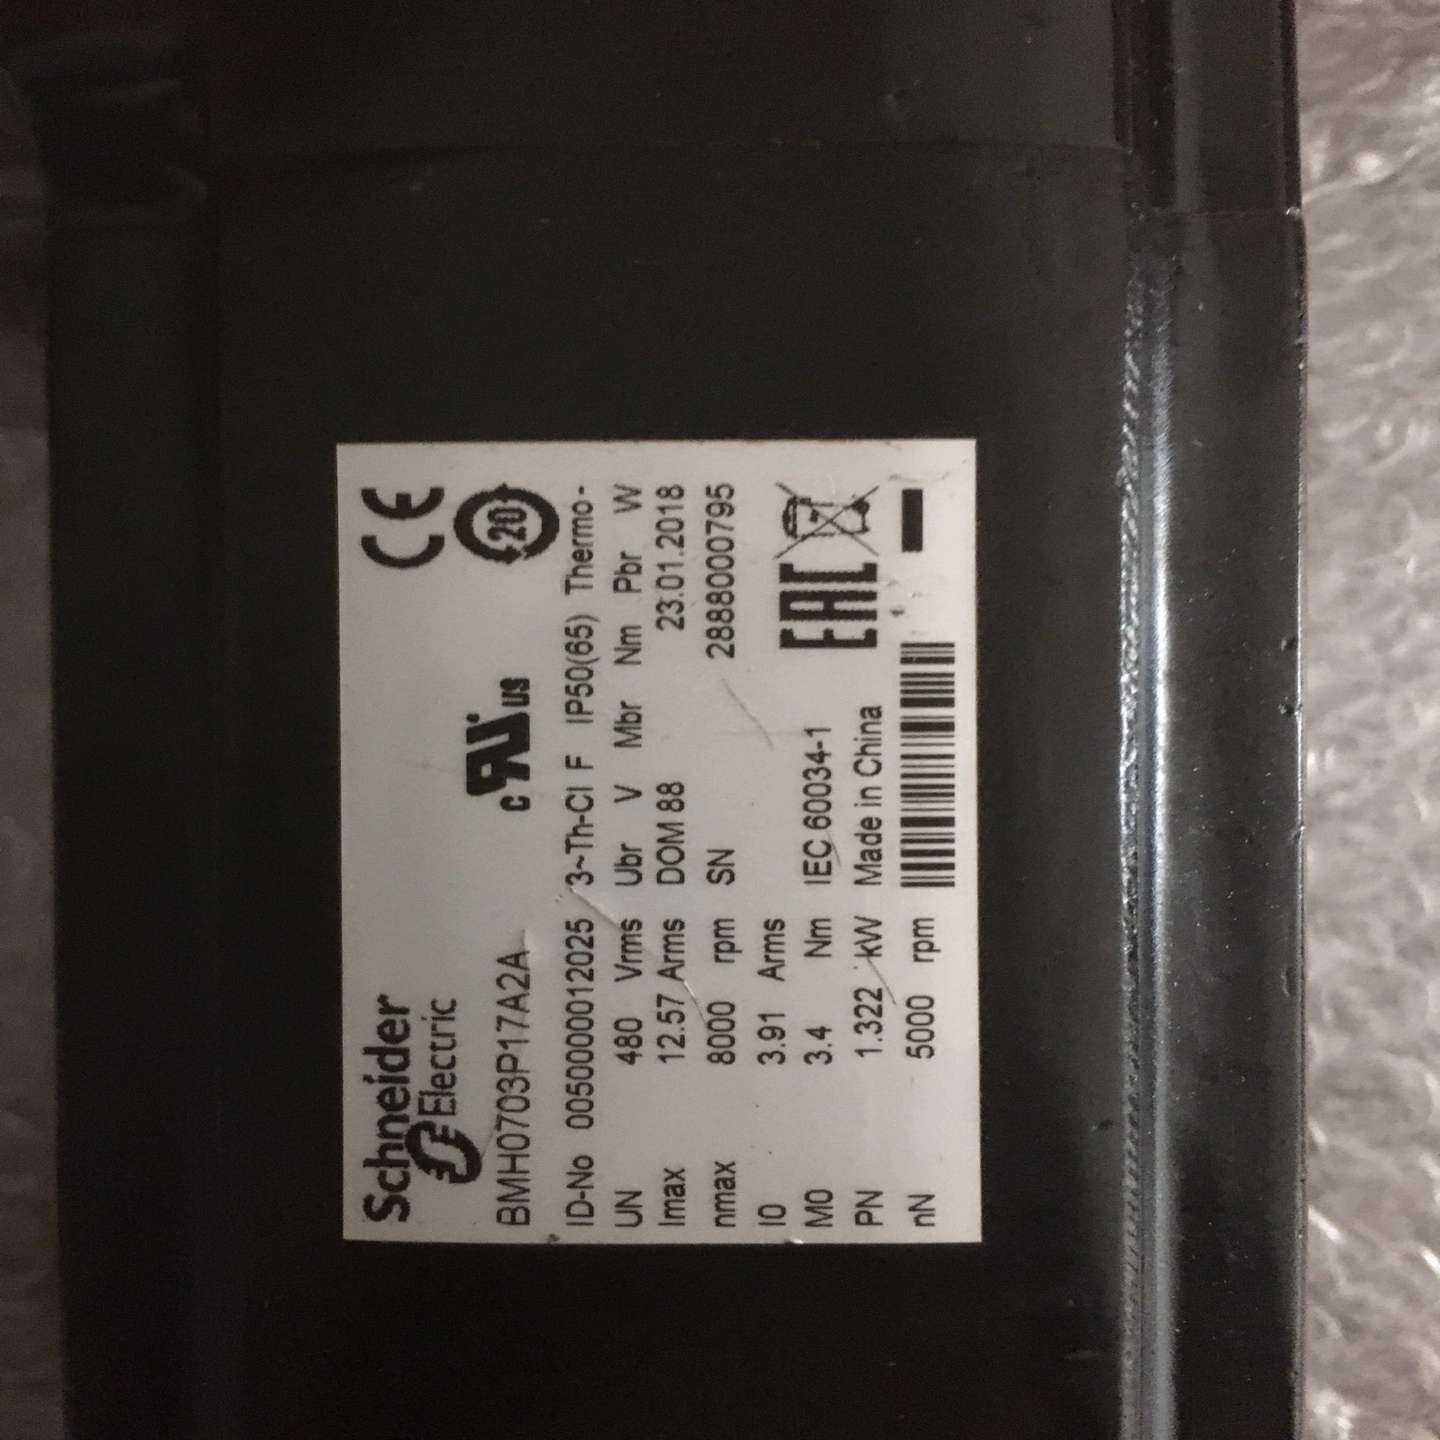 Schneider
Electric
CE
BMH0703P17A2A
c RU us
20
ID-No 0050000012025 3~Th-Cl F IP50(65) Thermo -
UN 480 Vrms Ubr V Mbr Nm Pbr W
Imax 12.57 Arms DOM 88 23.01.2018
nmax 8000 rpm SN 2888000795
I0 3.91 Arms
M0 3.4 Nm IEC 60034-1
EAC
PN 1.322 kW Made in China
nN 5000 rpm